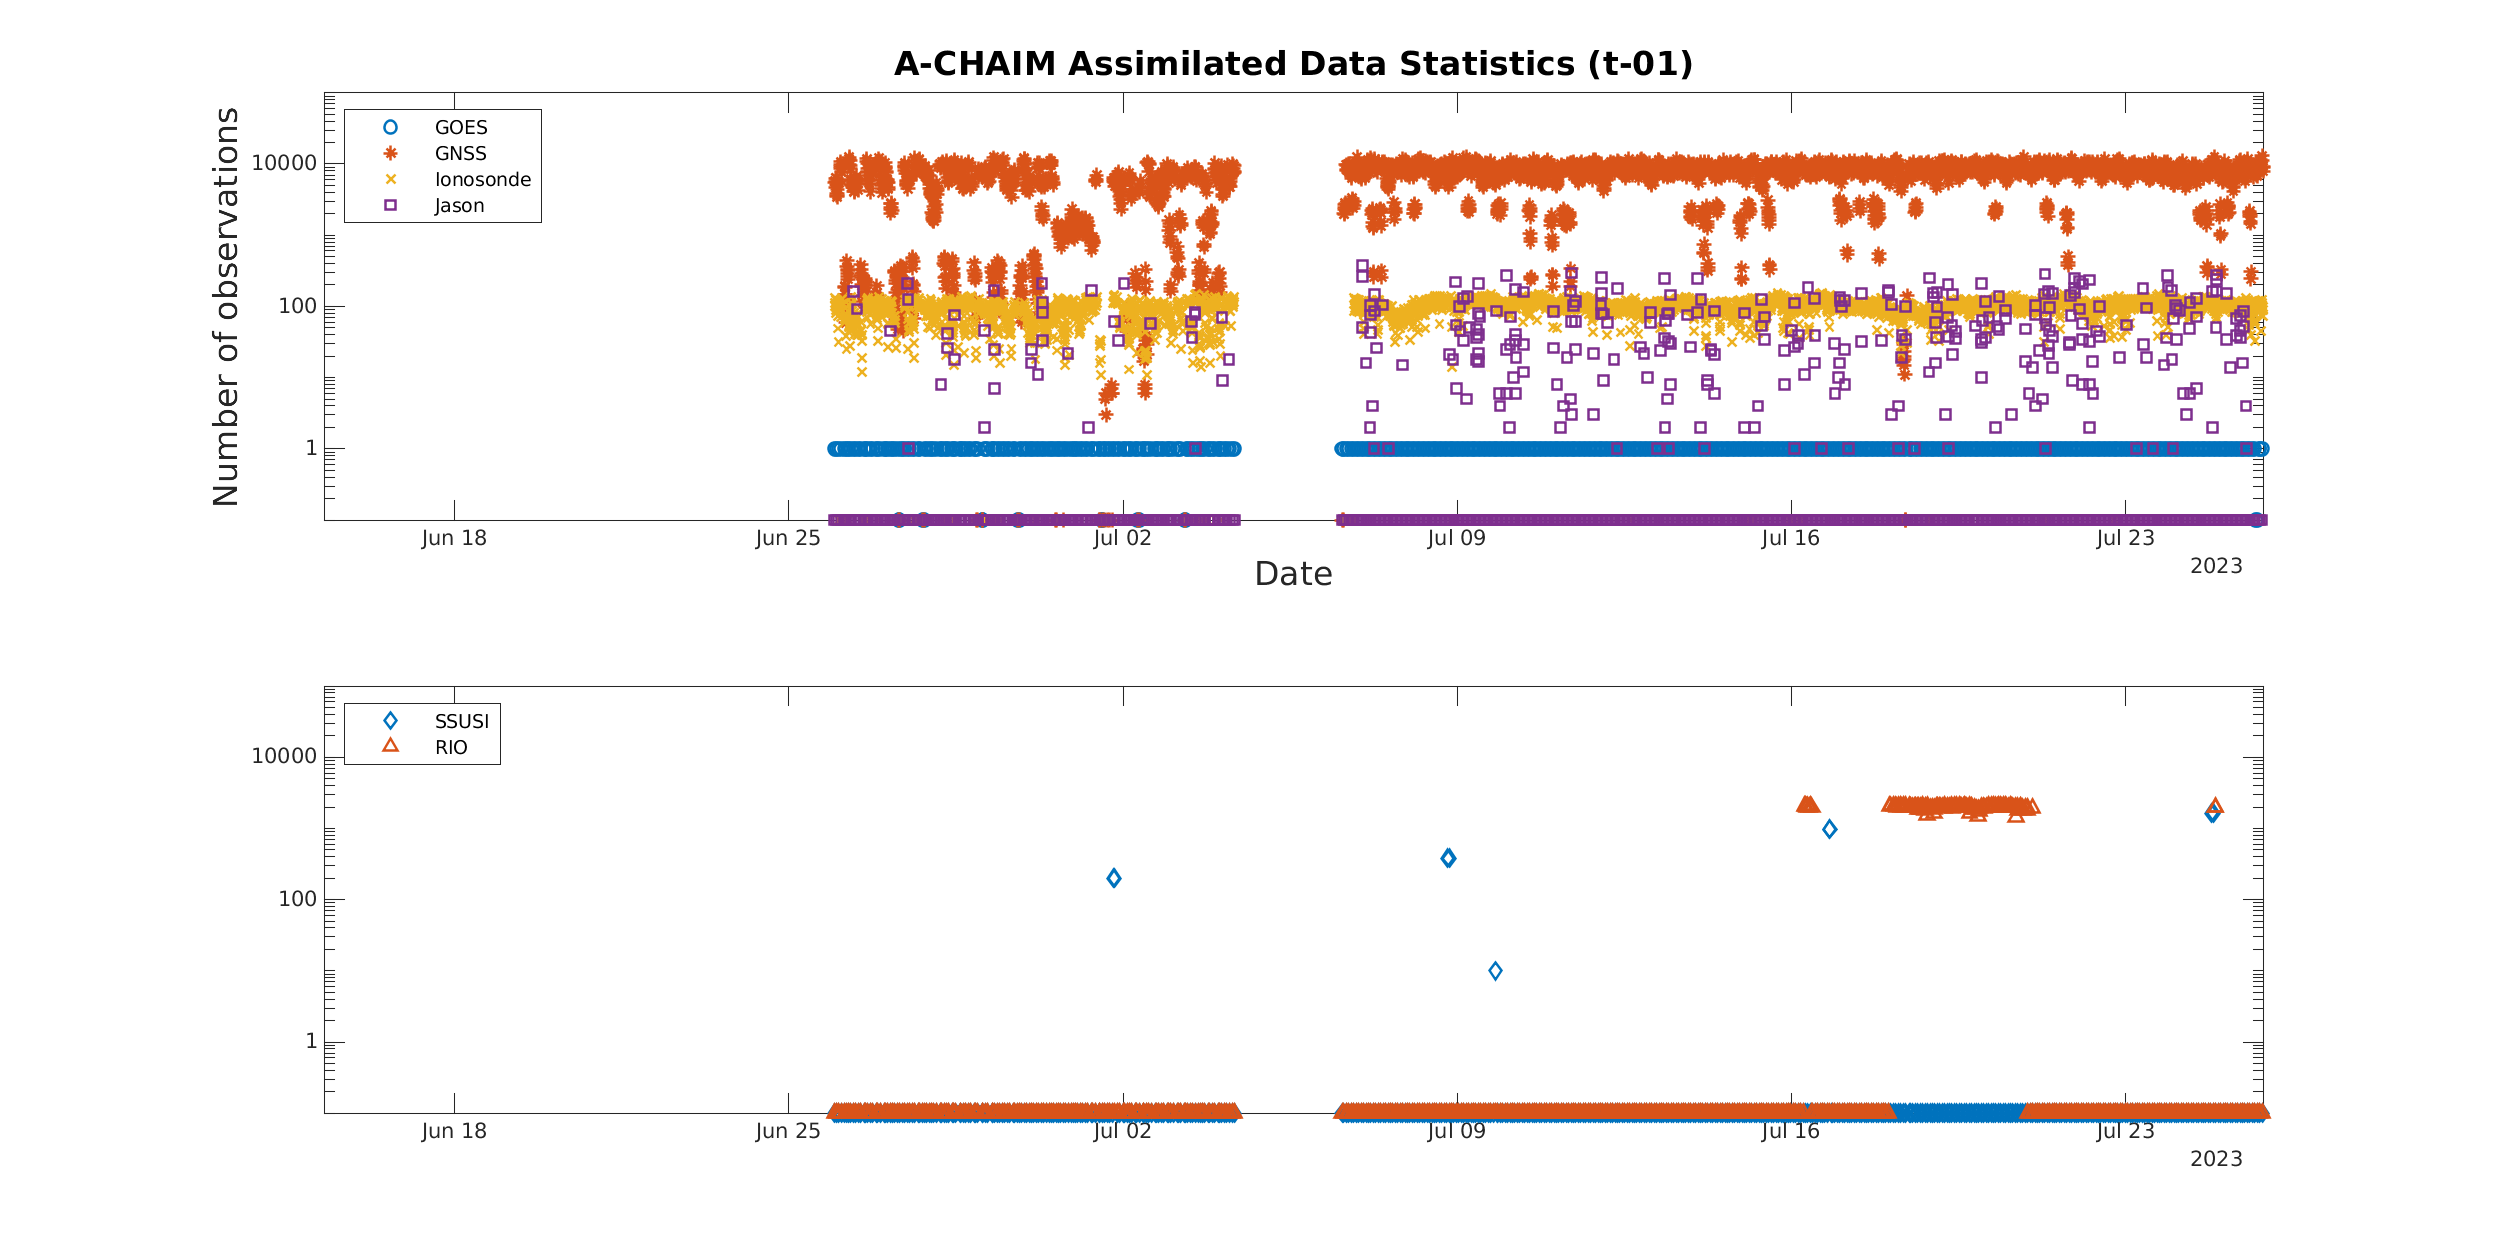 A-CHAIM Assimilated Data Statistics (t-01)
Number of observations
10000
100
1
GOES
GNSS
Ionosonde
Jason
Jun 18
Jun 25
Jul 02
Jul 09
Jul 16
Jul 23
2023
Date
10000
100
1
SSUSI
RIO
Jun 18
Jun 25
Jul 02
Jul 09
Jul 16
Jul 23
2023